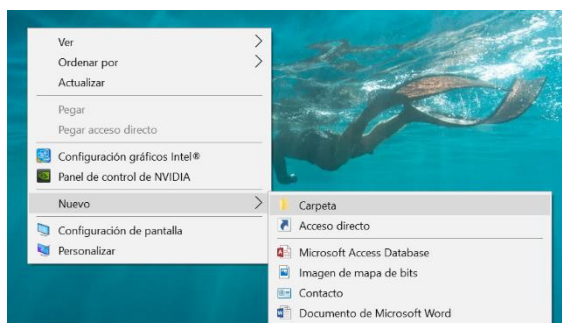 Ver
Ordenar por
Actualizar
Pegar
Pegar acceso directo
Configuración gráficos Intel®
Panel de control de NVIDIA
Nuevo
Configuración de pantalla
Personalizar
Carpeta
Acceso directo
Microsoft Access Database
Imagen de mapa de bits
Contacto
Documento de Microsoft Word